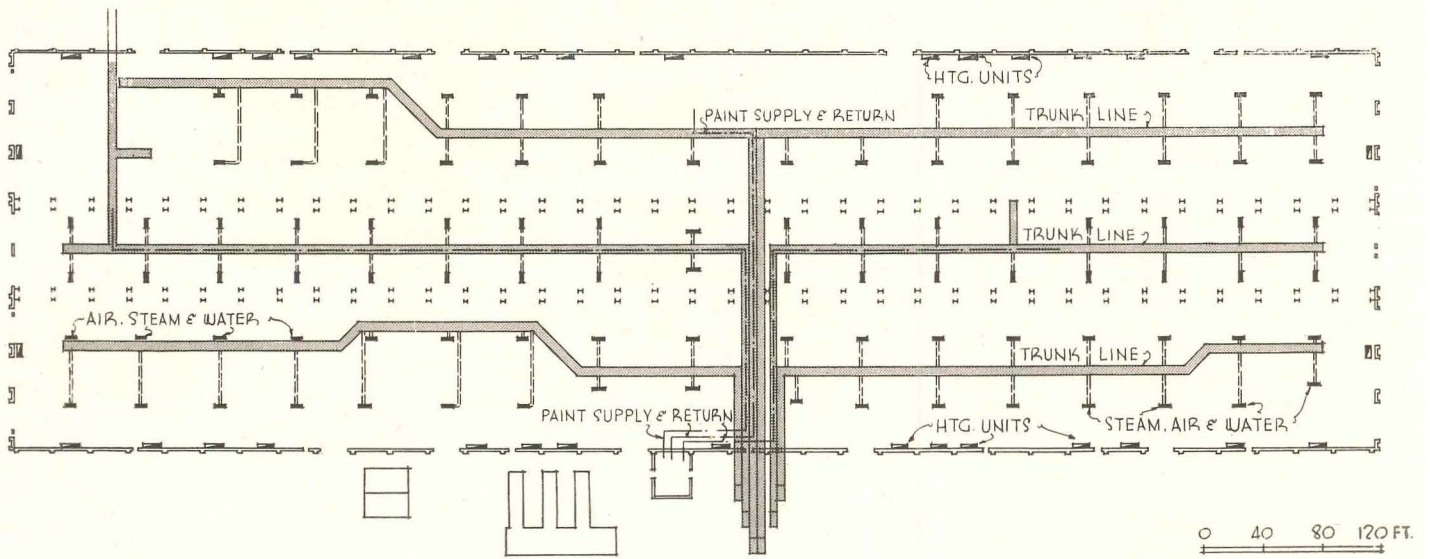 HTG. UNITS
PAINT SUPPLY & RETURN
TRUNK LINE
TRUNK LINE
AIR. STEAM & WATER
TRUNK LINE
PAINT SUPPLY & RETURN
HTG. UNITS
STEAM. AIR & WATER
0 40 80 120 FT.